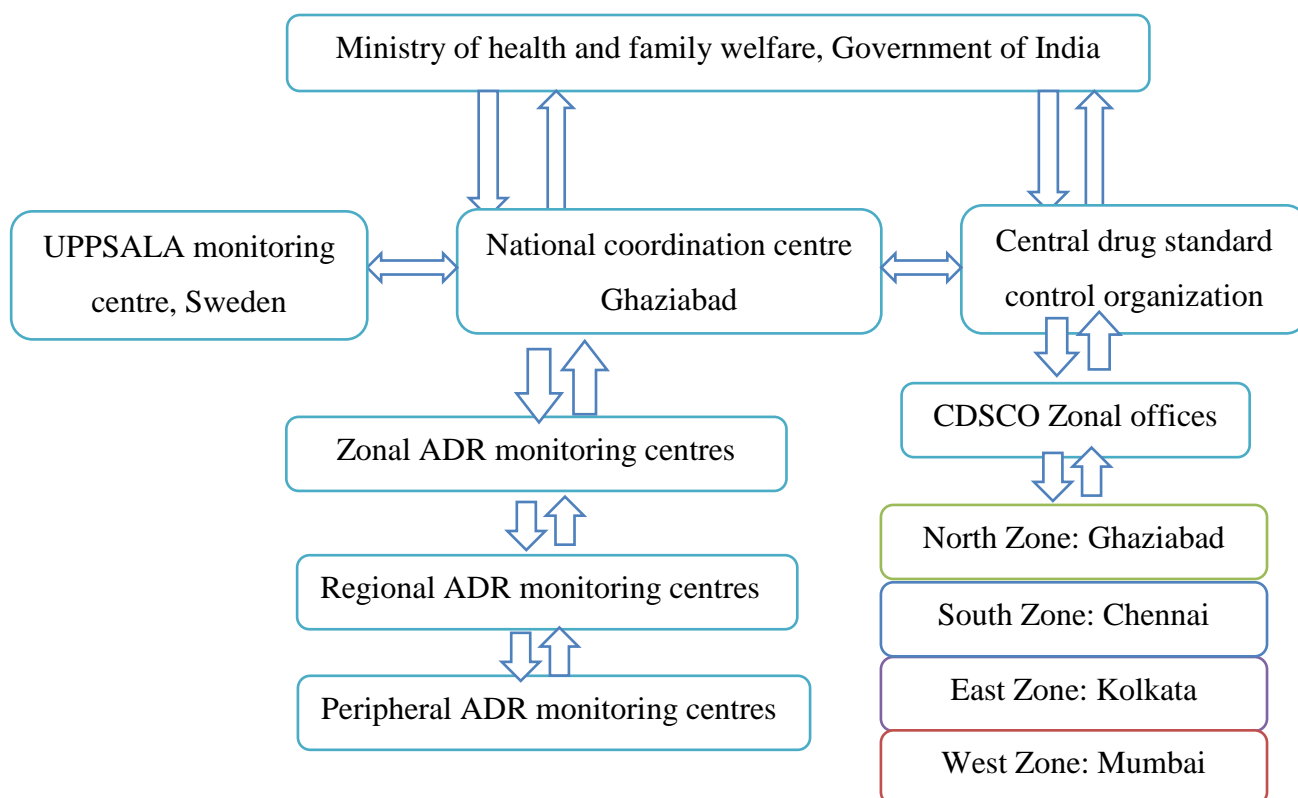 Ministry of health and family welfare, Government of India
UPPSALA monitoring
centre, Sweden
National coordination centre
Ghaziabad
Central drug standard
control organization
Zonal ADR monitoring centres
CDSCO Zonal offices
Regional ADR monitoring centres
Peripheral ADR monitoring centres
North Zone: Ghaziabad
South Zone: Chennai
East Zone: Kolkata
West Zone: Mumbai